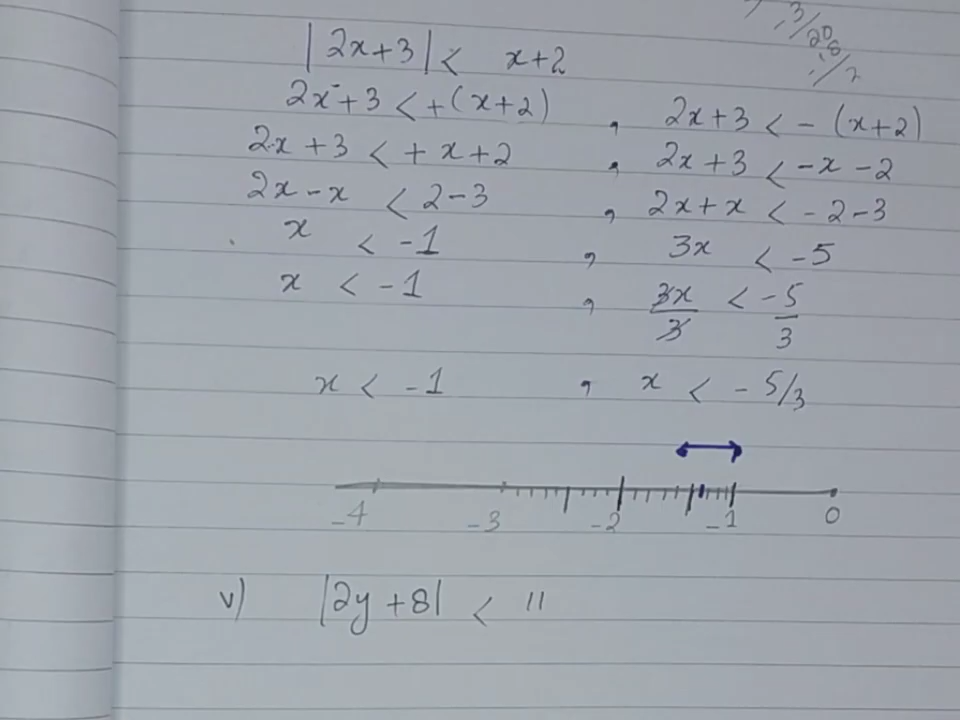 |2x+3| < x+2
2x+3 < +(x+2) , 2x+3 < -(x+2)
2x+3 < +x+2 , 2x+3 < -x-2
2x-x < 2-3 , 2x+x < -2-3
x < -1 , 3x < -5
x < -1 , 3x/3 < -5/3
x < -1 , x < -5/3
-4 -3 -2 -1 0
v) |2y+8| < 11